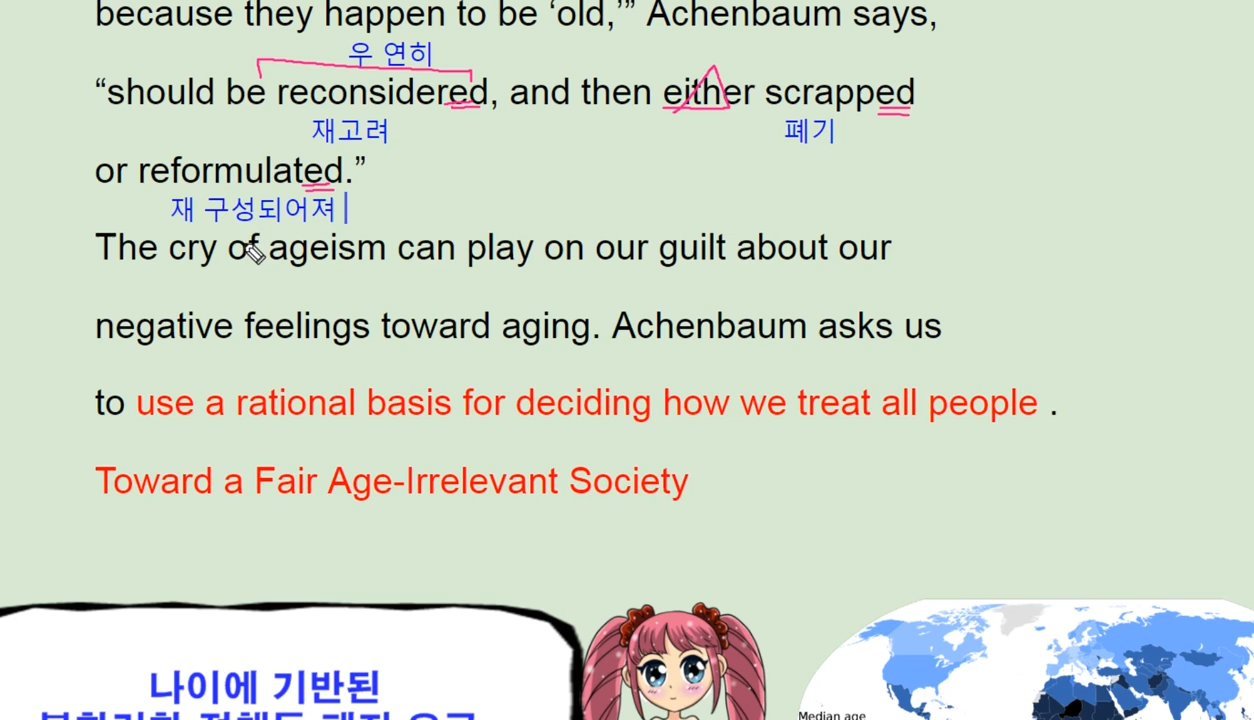 because they happen to be ‘old,’” Achenbaum says,
우 연히
“should be reconsidered, and then either scrapped
재고려 폐기
or reformulated.”
재 구성되어져
The cry of ageism can play on our guilt about our
negative feelings toward aging. Achenbaum asks us
to use a rational basis for deciding how we treat all people .
Toward a Fair Age-Irrelevant Society
나이에 기반된
Median age